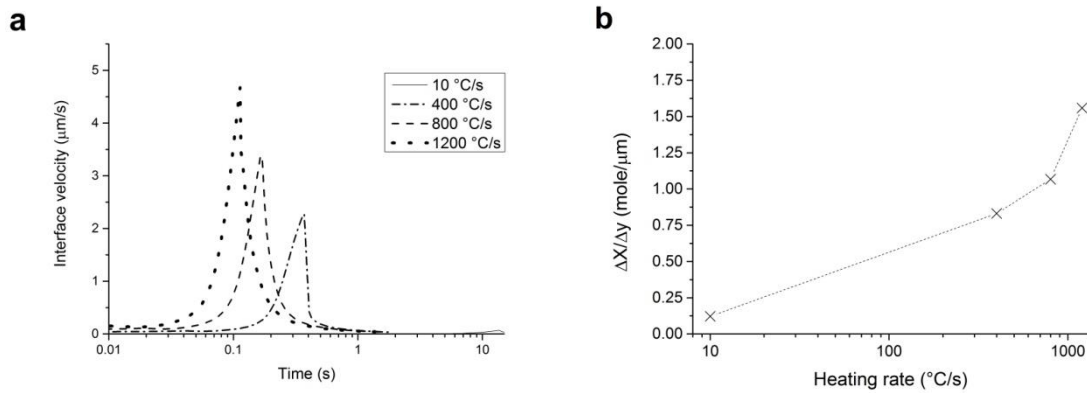 a
5
4
3
2
1
0
0.01
0.1
1
10
Interface velocity (µm/s)
Time (s)
10 °C/s
400 °C/s
800 °C/s
1200 °C/s
b
2.00
1.75
1.50
1.25
1.00
0.75
0.50
0.25
0.00
10
100
1000
ΔX/Δy (mole/µm)
Heating rate (°C/s)